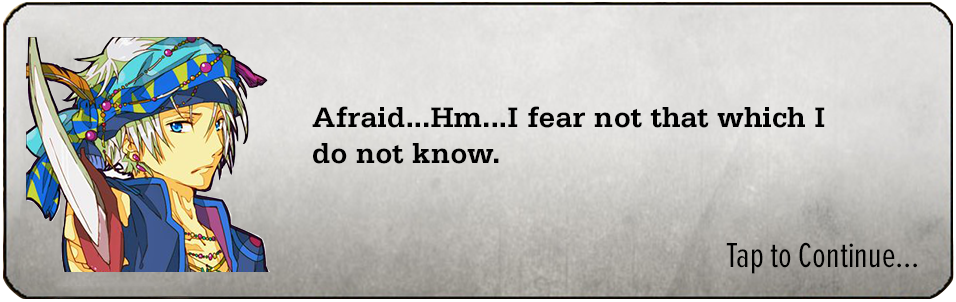 Afraid...Hm...I fear not that which I
do not know.
Tap to Continue...